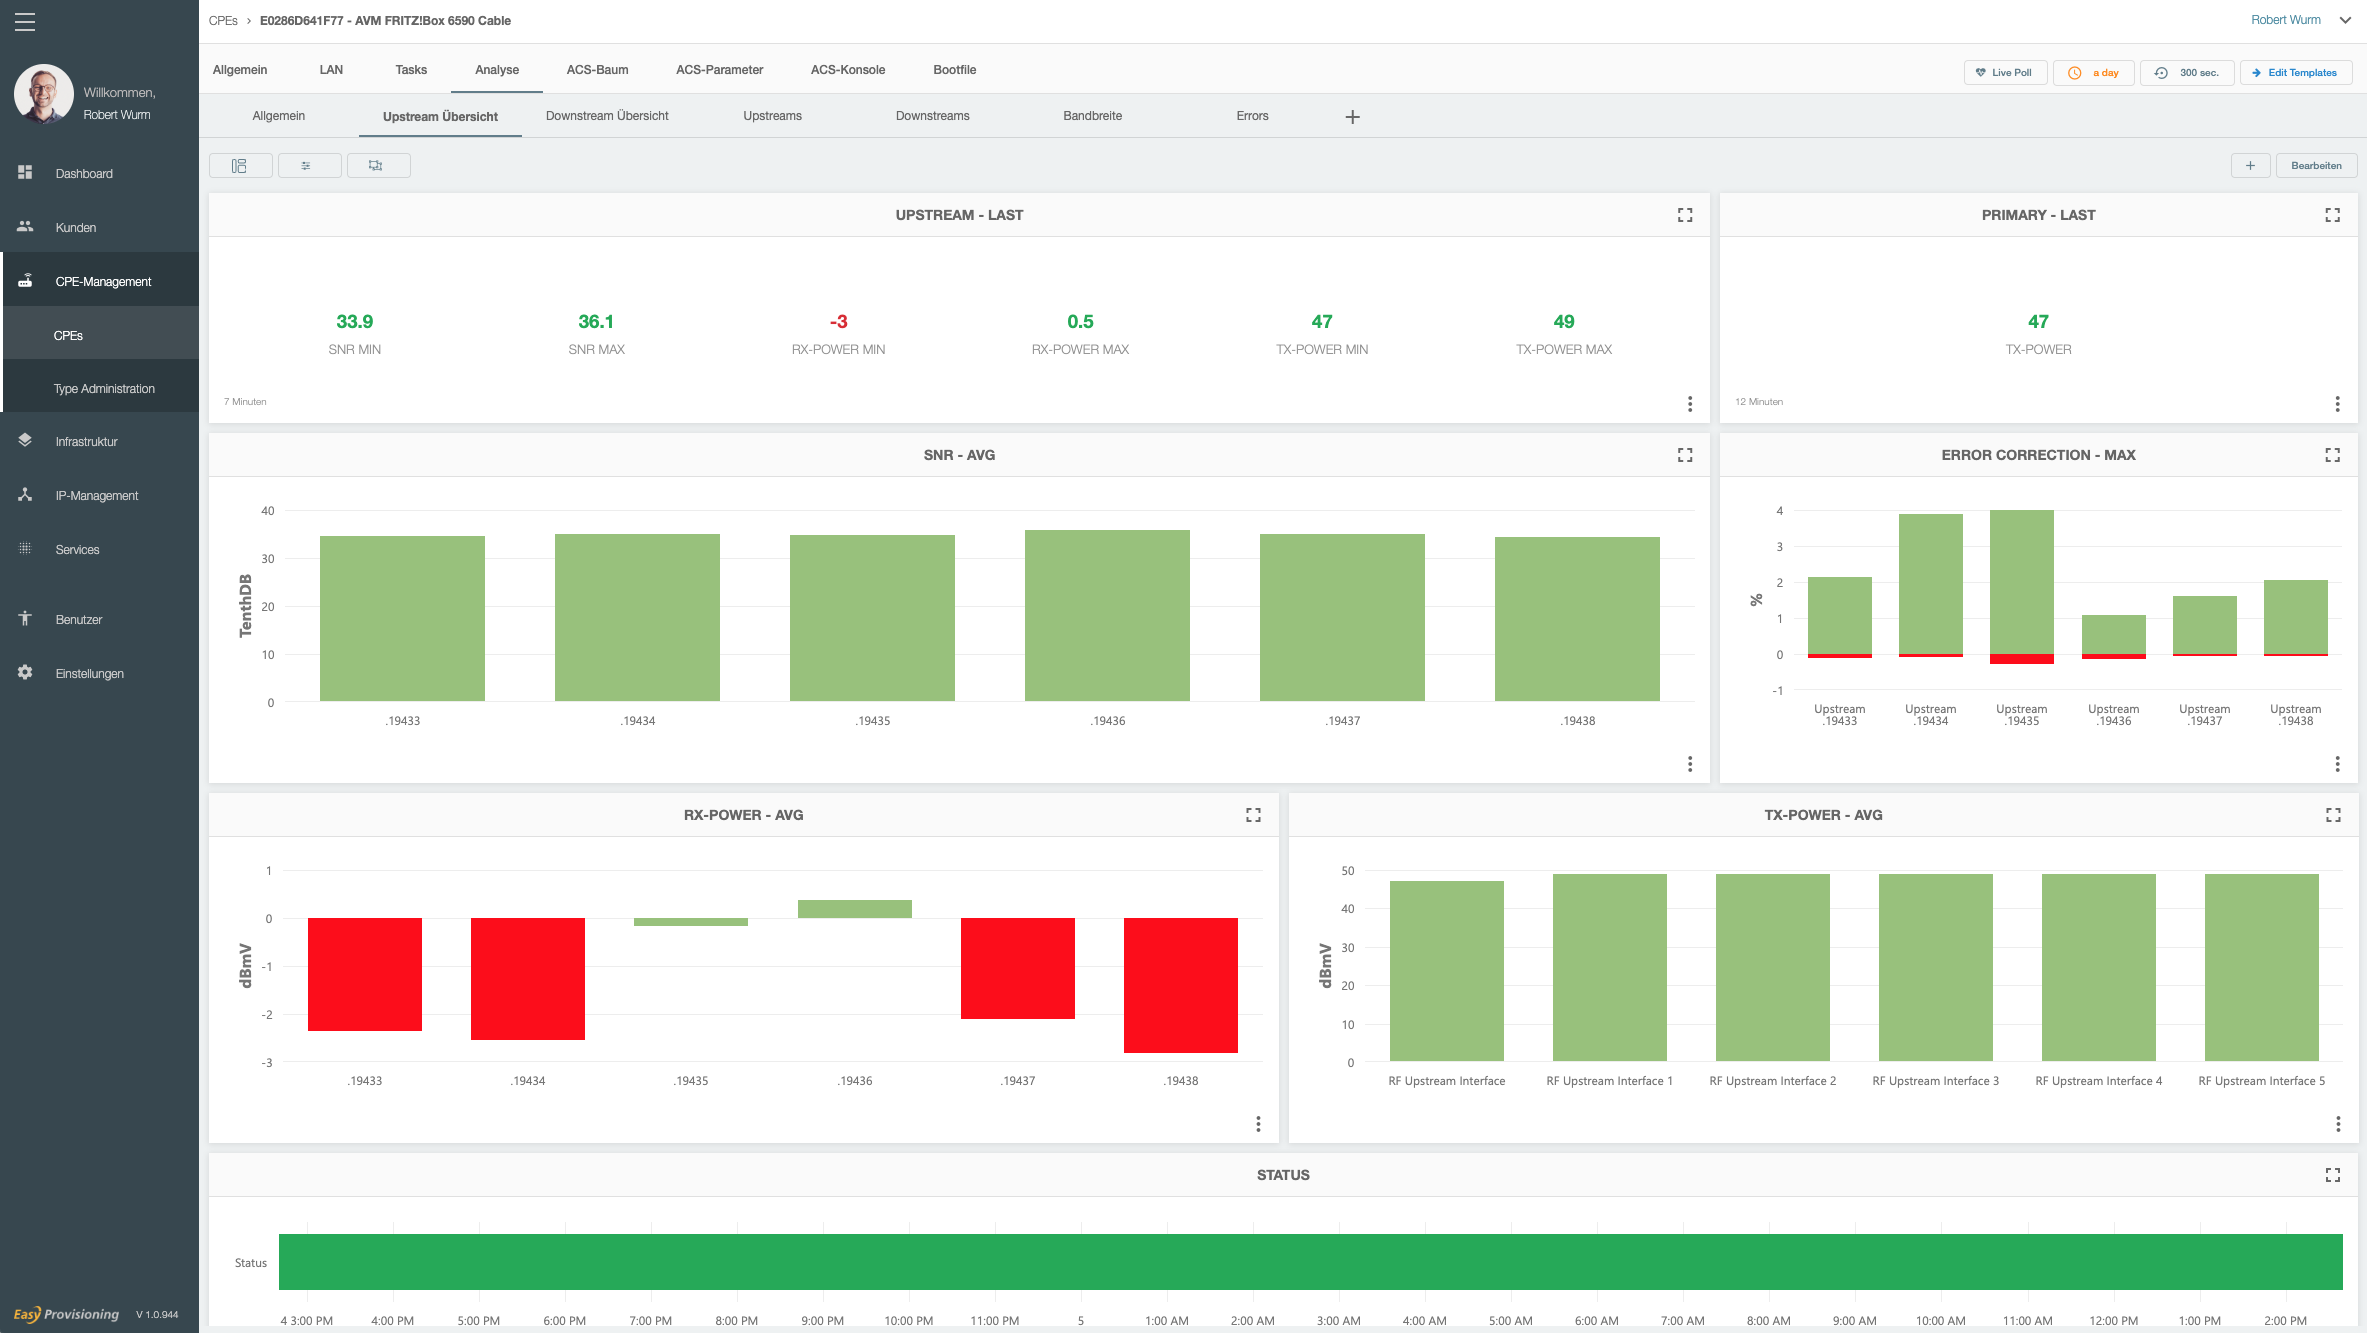 CPEs › E0286D641F77 - AVM FRITZ!Box 6590 Cable
Robert Wurm
Willkommen,
Robert Wurm
Dashboard
Kunden
CPE-Management
CPEs
Type Administration
Infrastruktur
IP-Management
Services
Benutzer
Einstellungen
Easy Provisioning V 1.0.944
Allgemein LAN Tasks Analyse ACS-Baum ACS-Parameter ACS-Konsole Bootfile
Live Poll a day 300 sec. Edit Templates
Allgemein Upstream Übersicht Downstream Übersicht Upstreams Downstreams Bandbreite Errors +
+ Bearbeiten
UPSTREAM - LAST
33.9 36.1 -3 0.5 47 49
SNR MIN SNR MAX RX-POWER MIN RX-POWER MAX TX-POWER MIN TX-POWER MAX
7 Minuten
PRIMARY - LAST
47
TX-POWER
12 Minuten
SNR - AVG
TenthDB
40
30
20
10
0
.19433 .19434 .19435 .19436 .19437 .19438
ERROR CORRECTION - MAX
%
4
3
2
1
0
-1
Upstream Upstream Upstream Upstream Upstream Upstream
.19433 .19434 .19435 .19436 .19437 .19438
RX-POWER - AVG
dBmV
1
0
-1
-2
-3
.19433 .19434 .19435 .19436 .19437 .19438
TX-POWER - AVG
dBmV
50
40
30
20
10
0
RF Upstream Interface RF Upstream Interface 1 RF Upstream Interface 2 RF Upstream Interface 3 RF Upstream Interface 4 RF Upstream Interface 5
STATUS
Status
4 3:00 PM 4:00 PM 5:00 PM 6:00 PM 7:00 PM 8:00 PM 9:00 PM 10:00 PM 11:00 PM 5 1:00 AM 2:00 AM 3:00 AM 4:00 AM 5:00 AM 6:00 AM 7:00 AM 8:00 AM 9:00 AM 10:00 AM 11:00 AM 12:00 PM 1:00 PM 2:00 PM